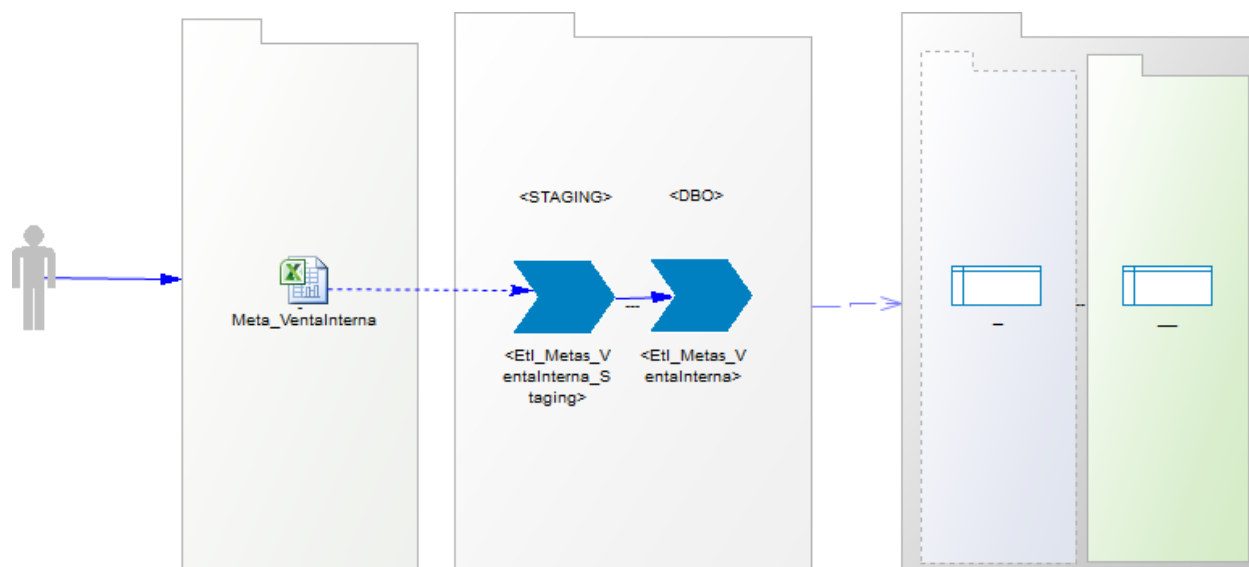 <STAGING>
<DBO>
Meta_VentaInterna
<Etl_Metas_V
entaInterna_S
taging>
<Etl_Metas_V
entaInterna>